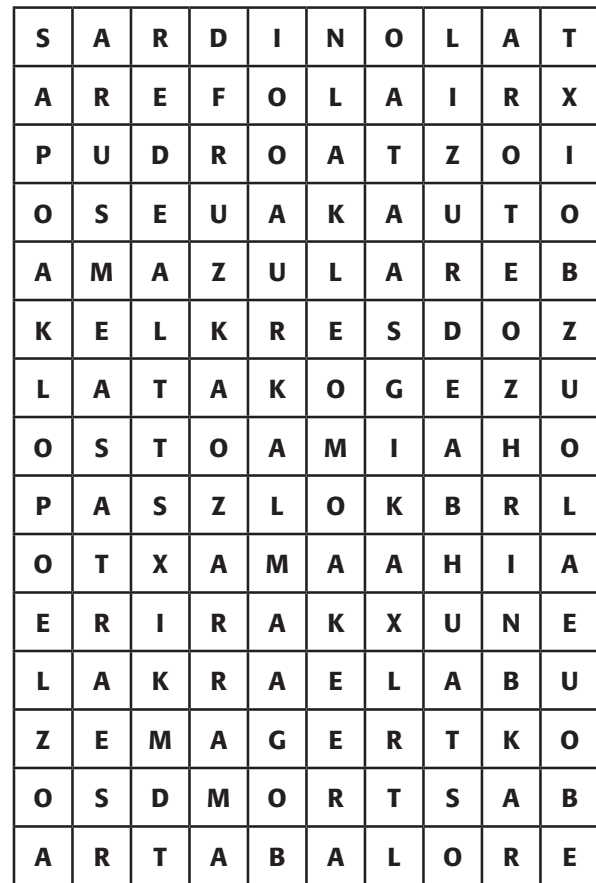 S A R D I N O L A T
A R E F O L A I R X
P U D R O A T Z O I
O S E U A K A U T O
A M A Z U L A R E B
K E L K R E S D O Z
L A T A K O G E Z U
O S T O A M I A H O
P A S Z L O K B R L
O T X A M A A H I A
E R I R A K X U N E
L A K R A E L A B U
Z E M A G E R T K O
O S D M O R T S A B
A R T A B A L O R E